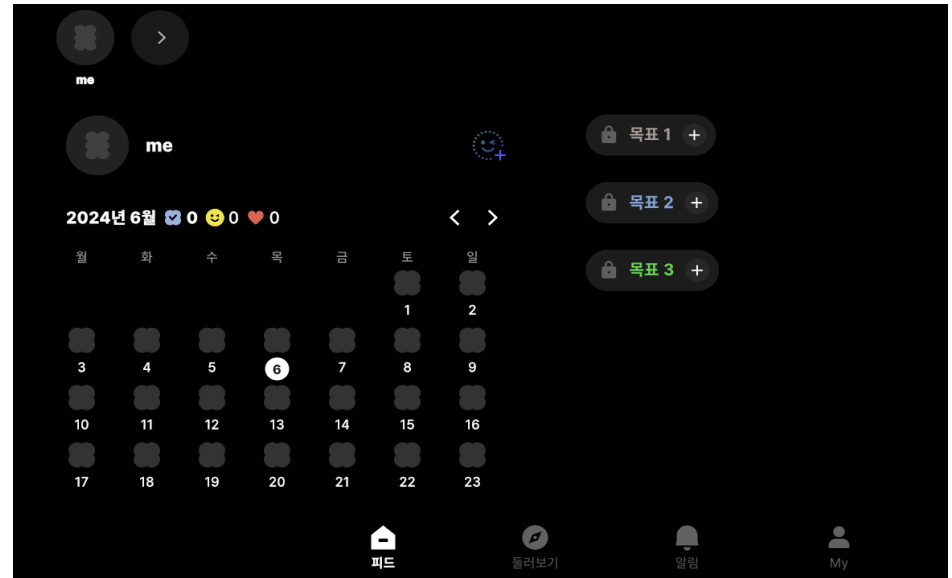 me
me
2024년 6월 0 0 0
월 화 수 목 금 토 일
1 2
3 4 5 6 7 8 9
10 11 12 13 14 15 16
17 18 19 20 21 22 23
목표 1 +
목표 2 +
목표 3 +
피드 둘러보기 알림 My